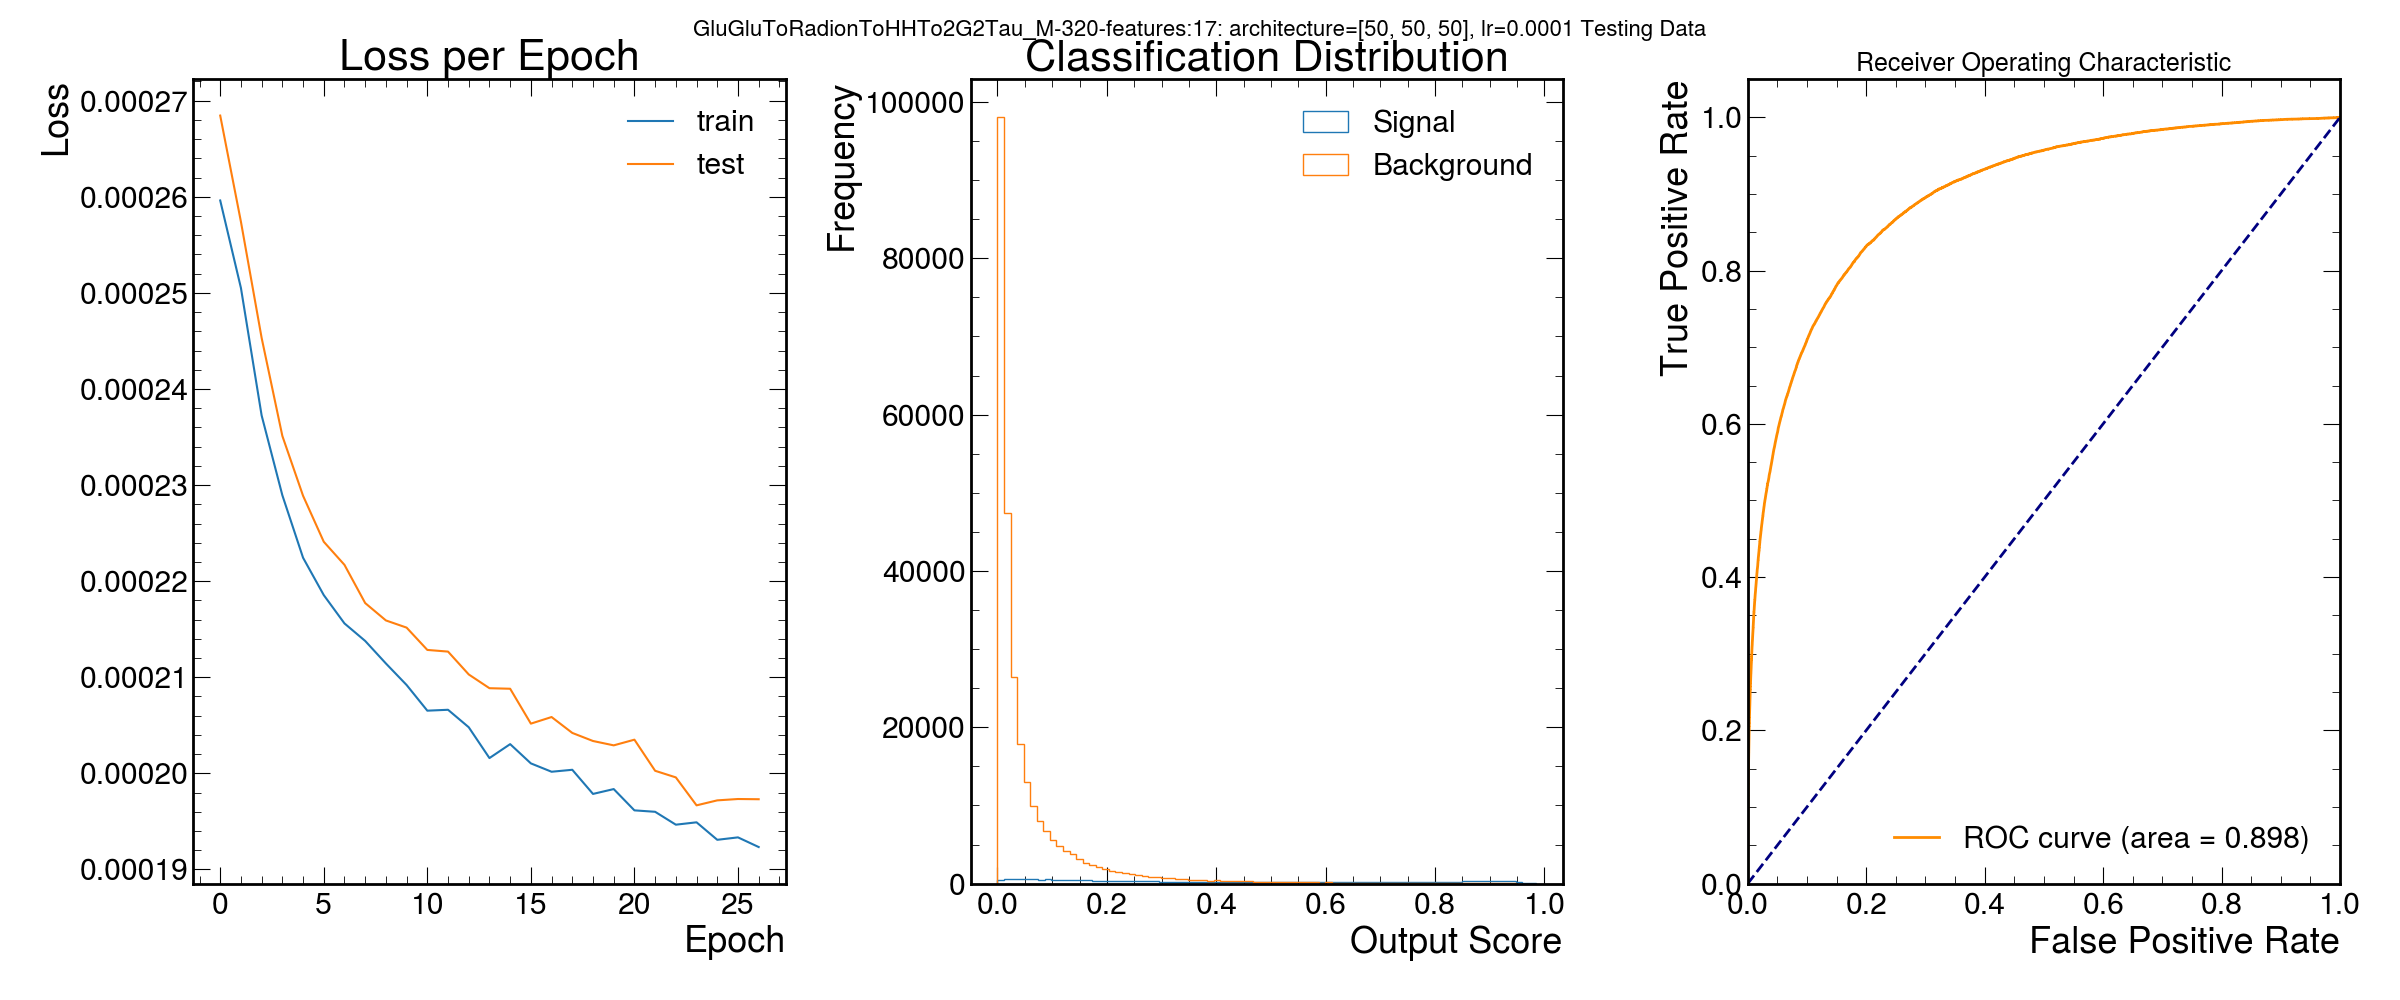 GluGluToRadionToHHTo2G2Tau_M-320-features:17: architecture=[50, 50, 50], lr=0.0001 Testing Data
Loss per Epoch
Loss
0.00027
0.00026
0.00025
0.00024
0.00023
0.00022
0.00021
0.00020
0.00019
train
test
0 5 10 15 20 25
Epoch
Classification Distribution
Frequency
100000
80000
60000
40000
20000
0
Signal
Background
0.0 0.2 0.4 0.6 0.8 1.0
Output Score
Receiver Operating Characteristic
True Positive Rate
1.0
0.8
0.6
0.4
0.2
0.0
ROC curve (area = 0.898)
0.0 0.2 0.4 0.6 0.8 1.0
False Positive Rate